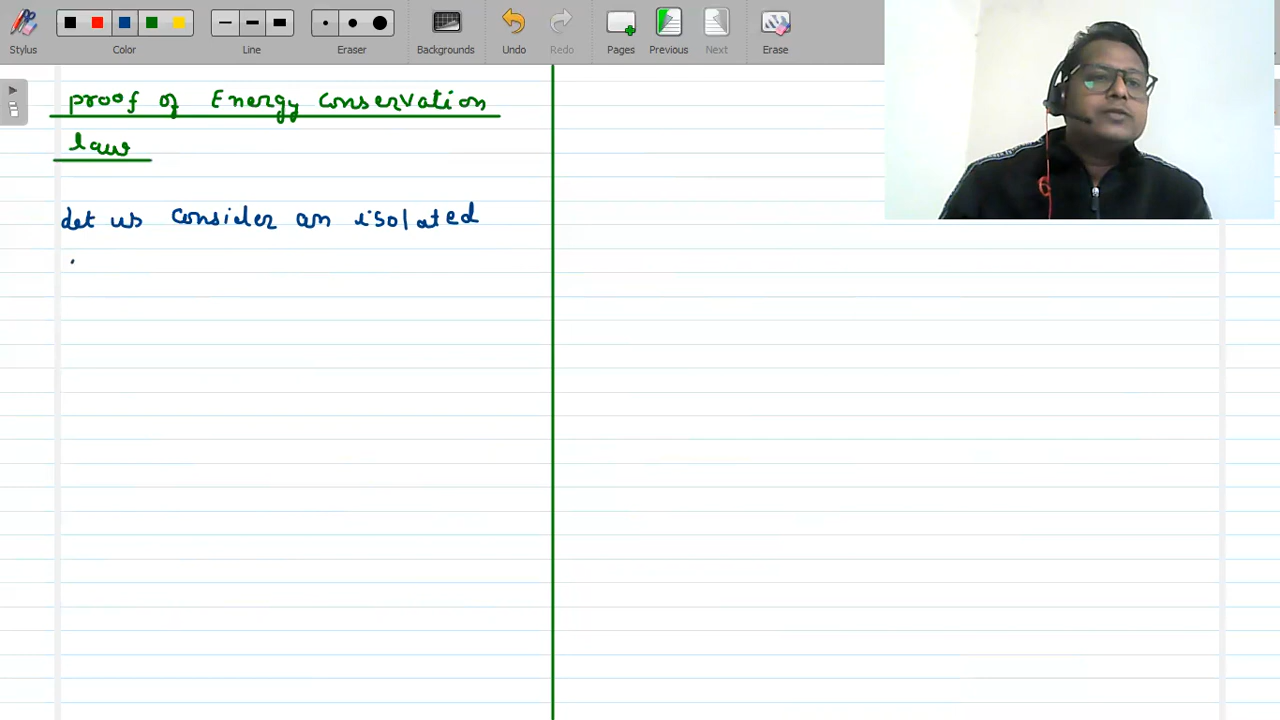 Stylus
Color
Line
Eraser
Backgrounds
Undo
Redo
Pages
Previous
Next
Erase
proof of Energy Conservation
law
Let us consider an isolated